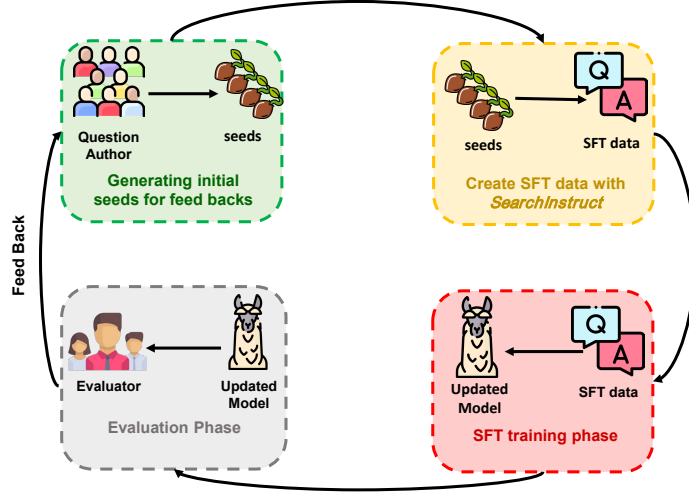 Question
Author
seeds
Generating initial
seeds for feed backs
Q
A
seeds
SFT data
Create SFT data with
SearchInstruct
Feed Back
Evaluator
Updated
Model
Evaluation Phase
Q
A
Updated
Model
SFT data
SFT training phase